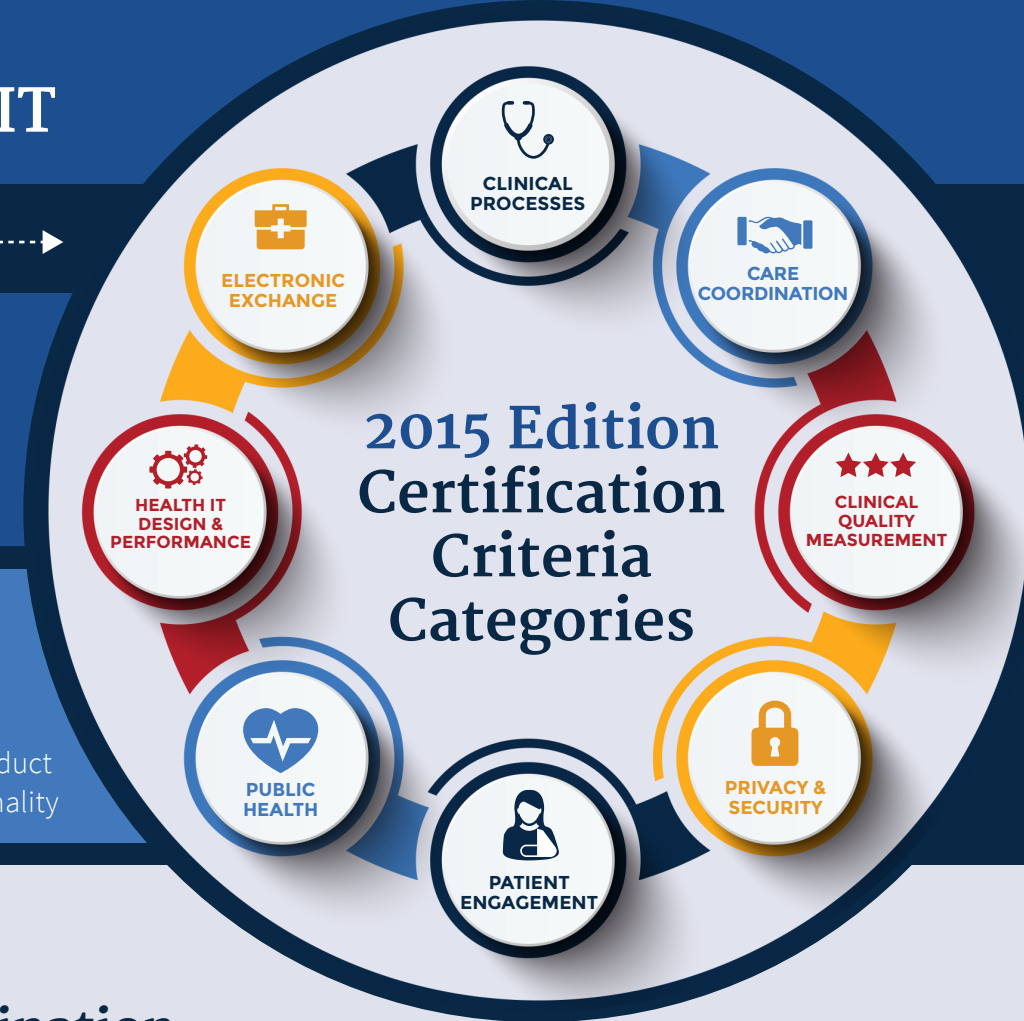 IT
CLINICAL
PROCESSES
CARE
COORDINATION
CLINICAL
QUALITY
MEASUREMENT
PRIVACY &
SECURITY
PATIENT
ENGAGEMENT
PUBLIC
HEALTH
HEALTH IT
DESIGN &
PERFORMANCE
ELECTRONIC
EXCHANGE
2015 Edition
Certification
Criteria
Categories
duct
nality